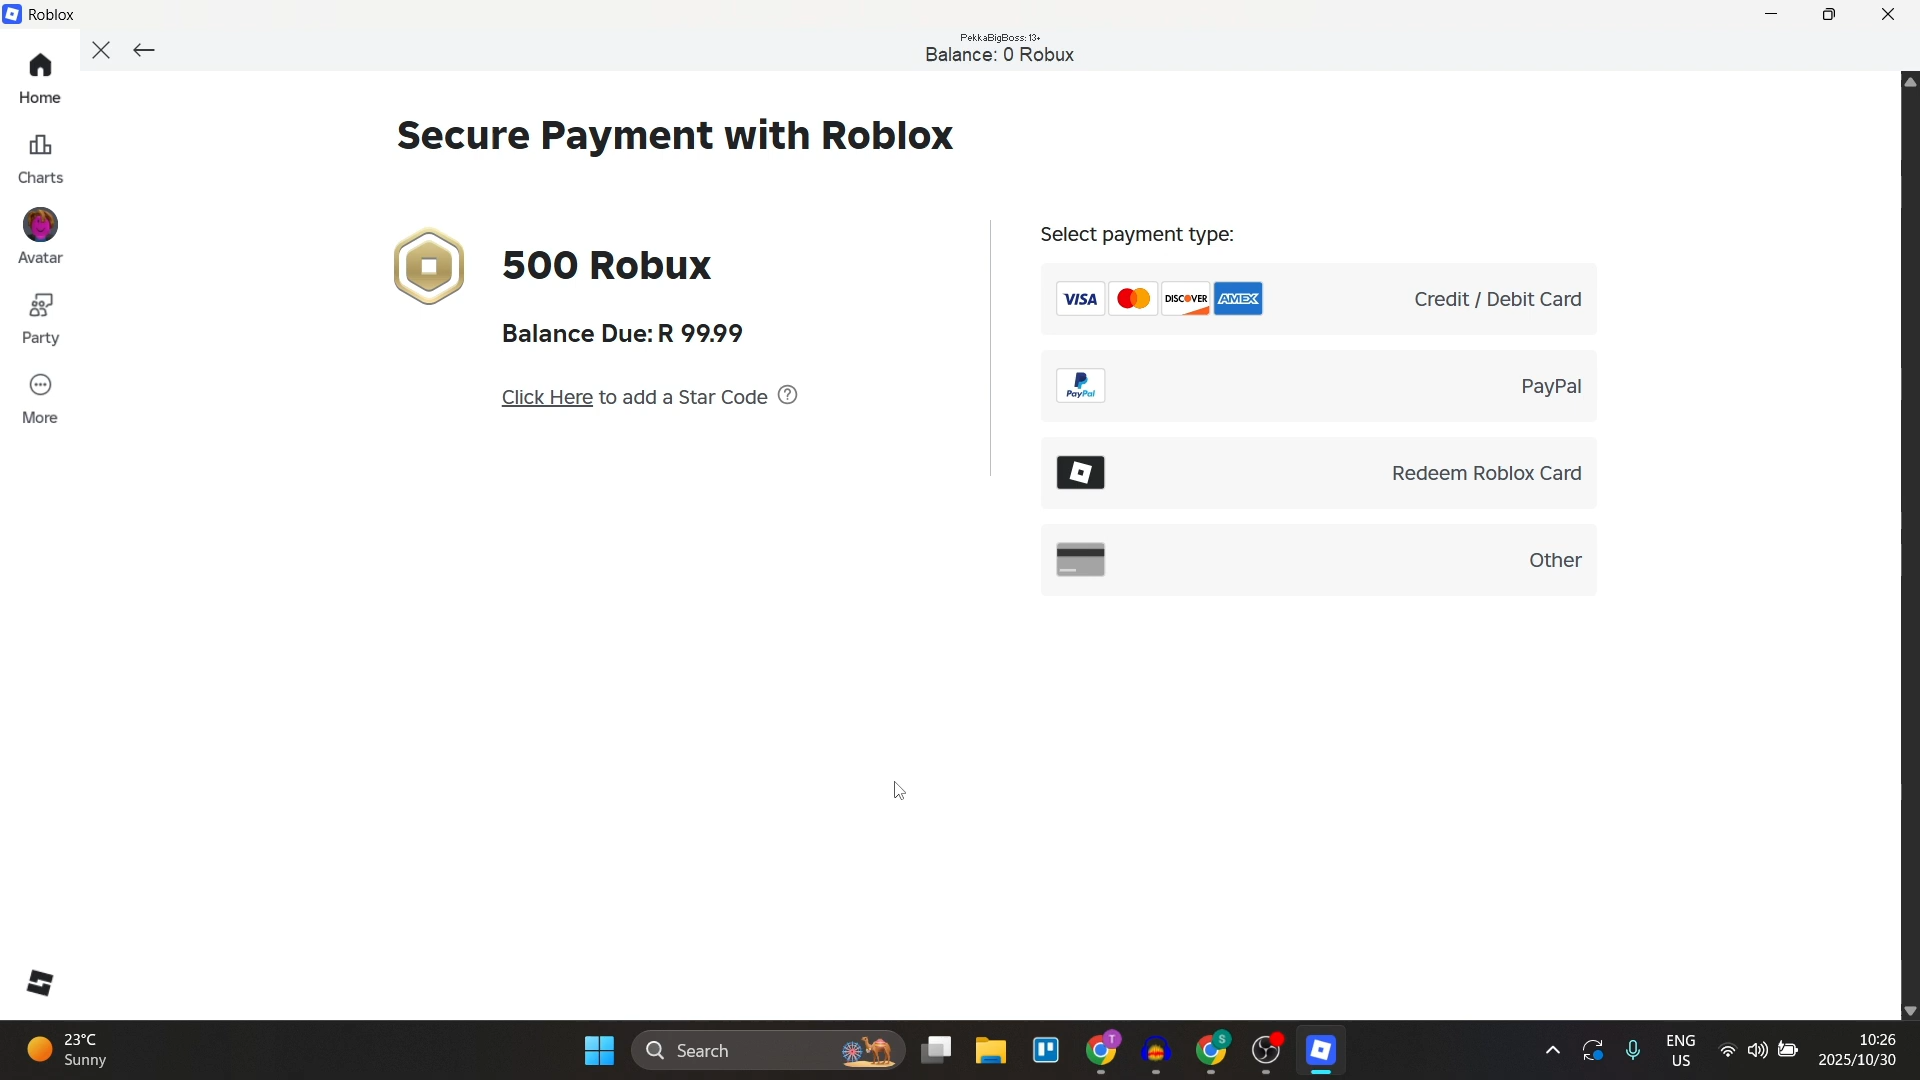 Roblox
PekkaBigBoss: 13+
Balance: 0 Robux
Home
Charts
Avatar
Party
More
Secure Payment with Roblox
500 Robux
Balance Due: R 99.99
Click Here to add a Star Code ?
Select payment type:
VISA DISCOVER AMEX Credit / Debit Card
PayPal PayPal
Redeem Roblox Card
Other
23°C
Sunny
Search
T
S
ENG
US
10:26
2025/10/30